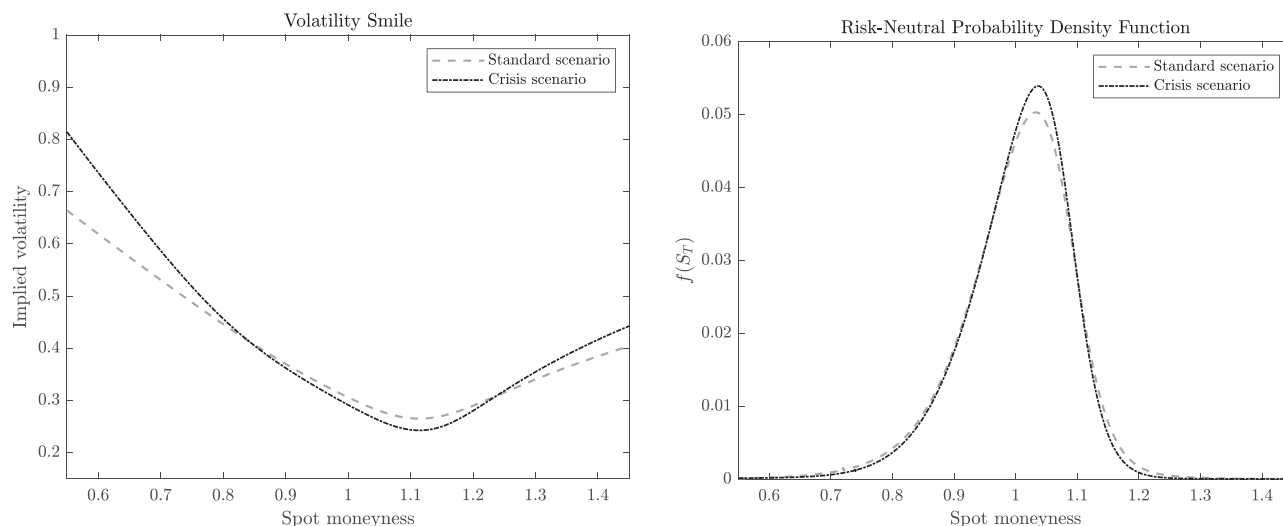 Volatility Smile
1
0.9
0.8
0.7
0.6
0.5
0.4
0.3
0.2
Implied volatility
Standard scenario
Crisis scenario
0.6 0.7 0.8 0.9 1 1.1 1.2 1.3 1.4
Spot moneyness
Risk-Neutral Probability Density Function
0.06
0.05
0.04
0.03
0.02
0.01
0
f(S_T)
Standard scenario
Crisis scenario
0.6 0.7 0.8 0.9 1 1.1 1.2 1.3 1.4
Spot moneyness